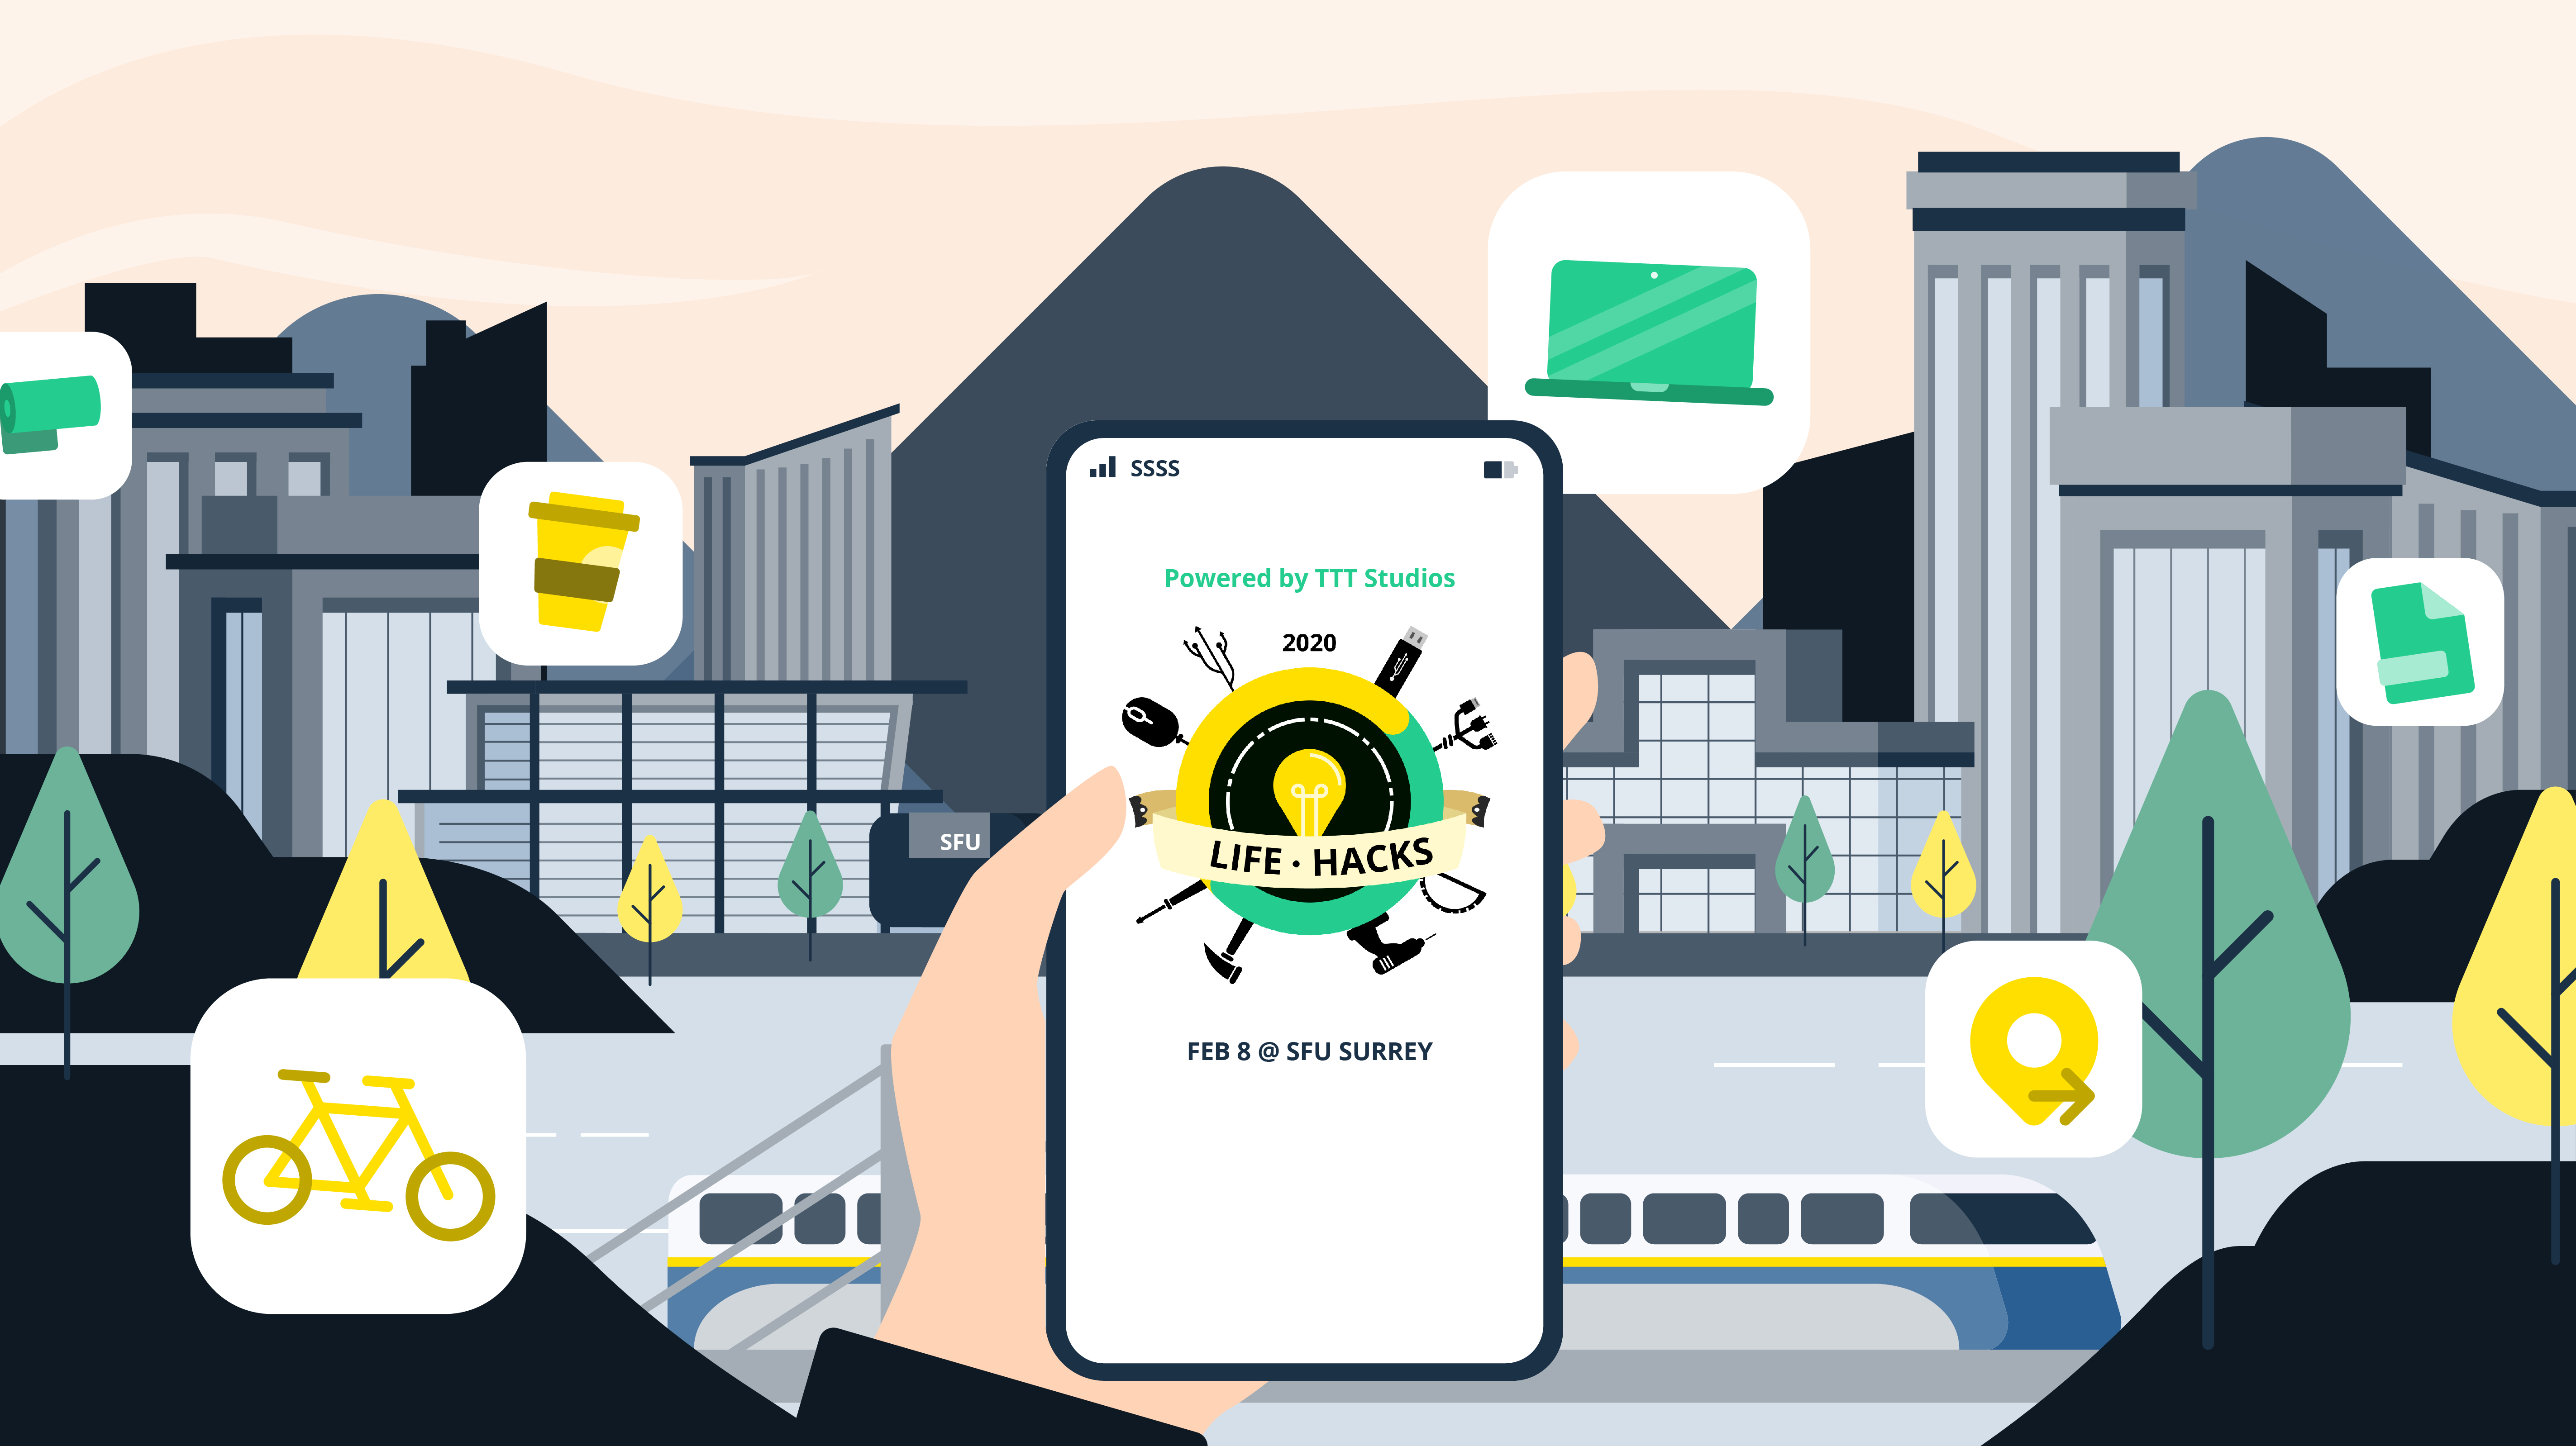 SSSS
Powered by TTT Studios
2020
LIFE · HACKS
SFU
FEB 8 @ SFU SURREY